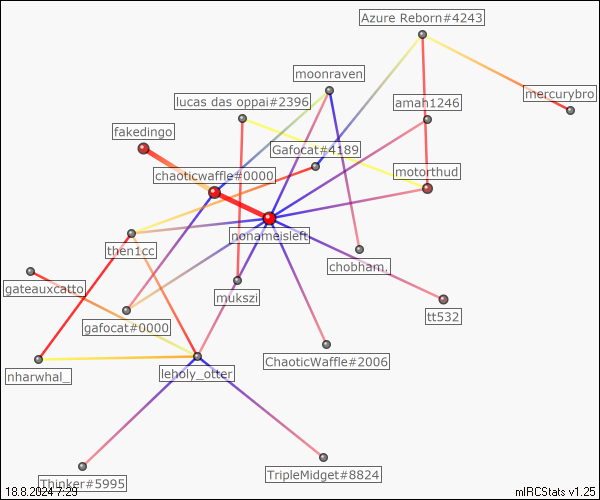 Azure Reborn#4243
moonraven
mercurybro
lucas das oppai#2396
amah1246
fakedingo
Gafocat#4189
chaoticwaffle#0000
motorthud
nonameisleft
then1cc
chobham.
gateauxcatto
mukszi
tt532
gafocat#0000
ChaoticWaffle#2006
nharwhal_
leholy_otter
TripleMidget#8824
Thinker#5995
18.8.2024 7:29
mIRCStats v1.25